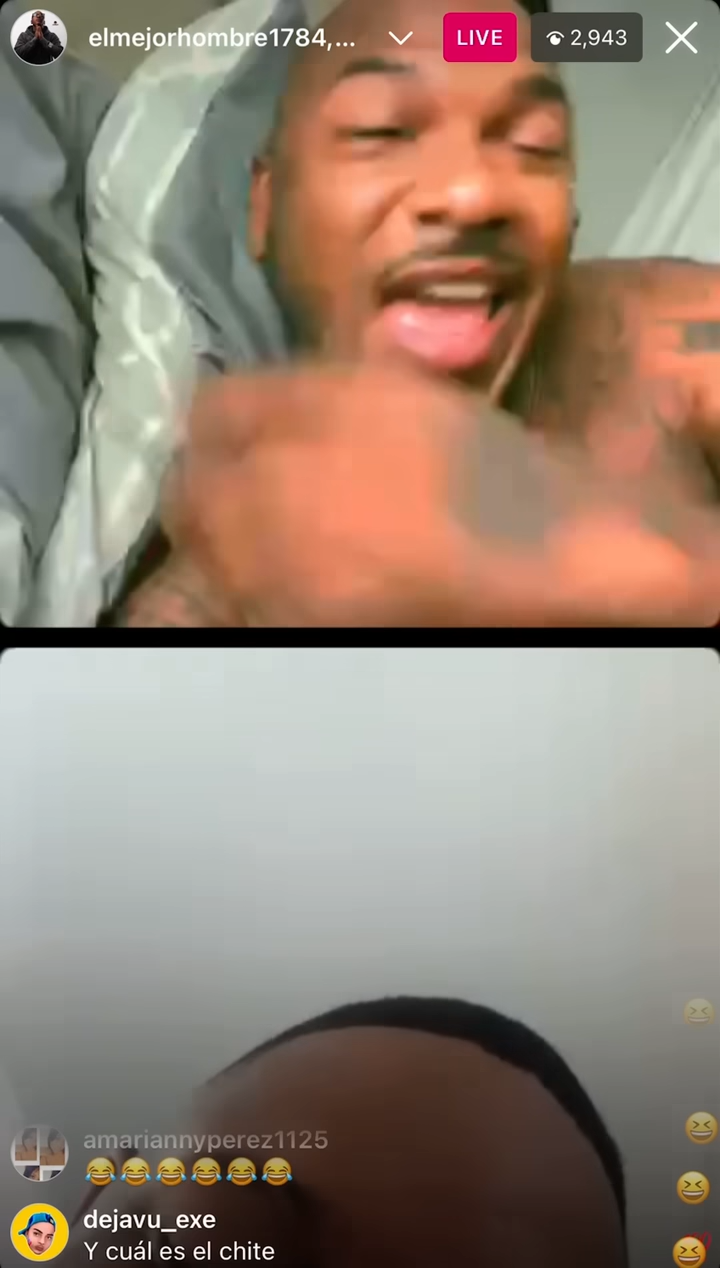 elmejorhombre1784,...
LIVE
2,943
amariannyperez1125
😂😂😂😂😂😂
dejavu_exe
Y cuál es el chite